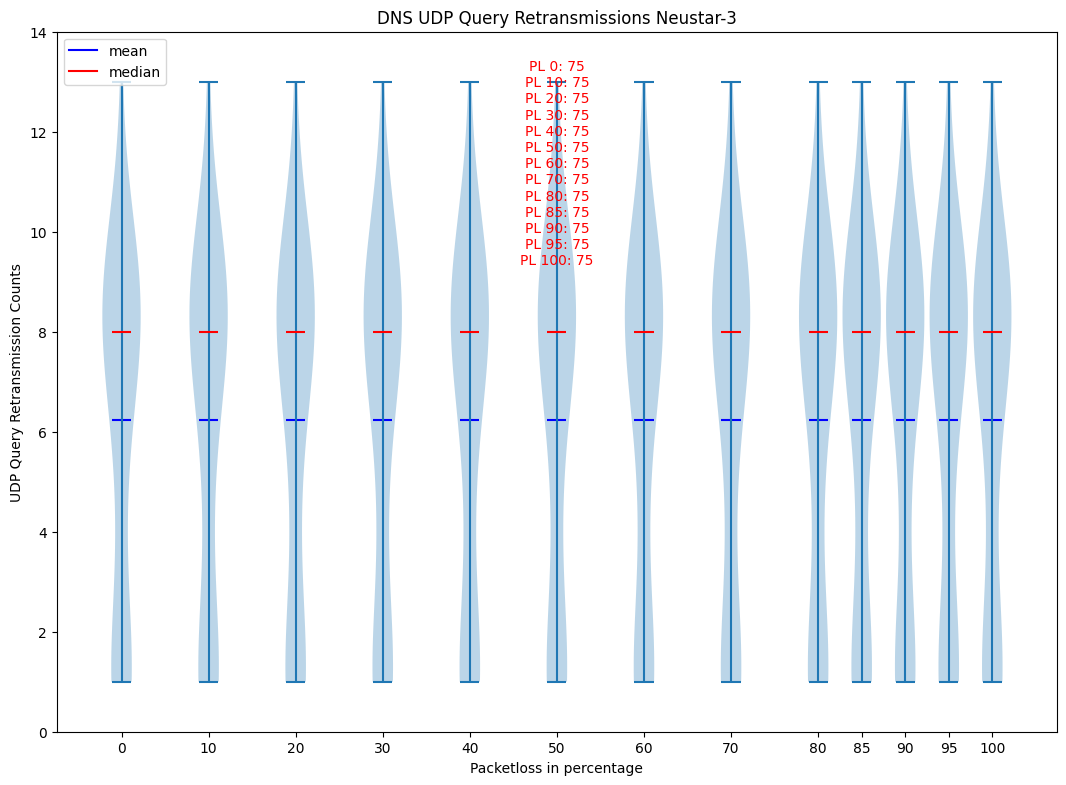 DNS UDP Query Retransmissions Neustar-3
mean
median
PL 0: 75
PL 10: 75
PL 20: 75
PL 30: 75
PL 40: 75
PL 50: 75
PL 60: 75
PL 70: 75
PL 80: 75
PL 85: 75
PL 90: 75
PL 95: 75
PL 100: 75
14
12
10
8
6
4
2
0
UDP Query Retransmission Counts
0 10 20 30 40 50 60 70 80 85 90 95 100
Packetloss in percentage